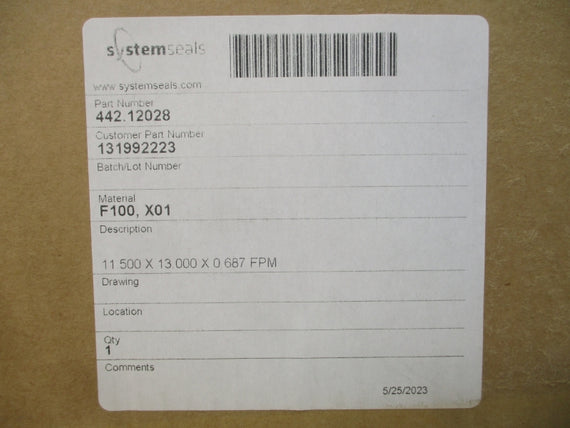 systemseals
www.systemseals.com
Part Number
442.12028
Customer Part Number
131992223
Batch/Lot Number
Material
F100, X01
Description
11.500 X 13.000 X 0.687 FPM
Drawing
Location
Qty
1
Comments
5/25/2023